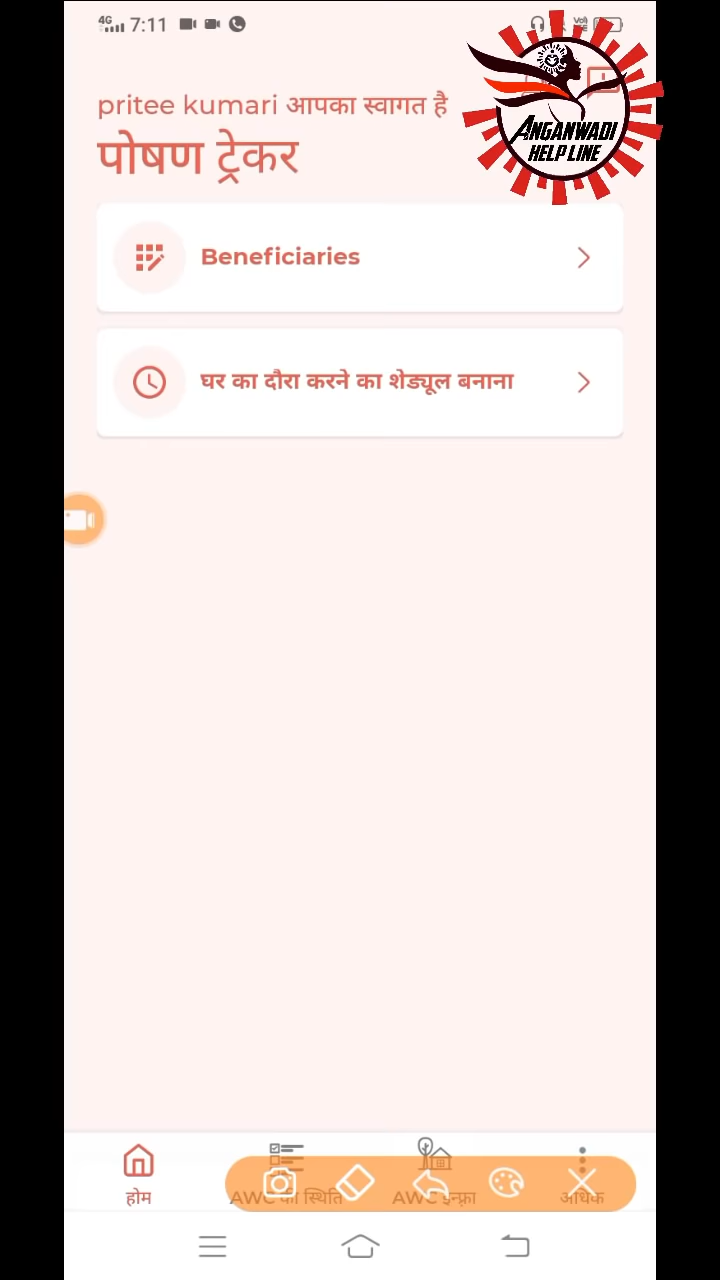 4G 7:11
pritee kumari आपका स्वागत है
पोषण ट्रेकर
ANGANWADI
HELP LINE
Beneficiaries
घर का दौरा करने का शेड्यूल बनाना
होम
AWC की स्थिति
AWC इन्फ्रा
अधिक